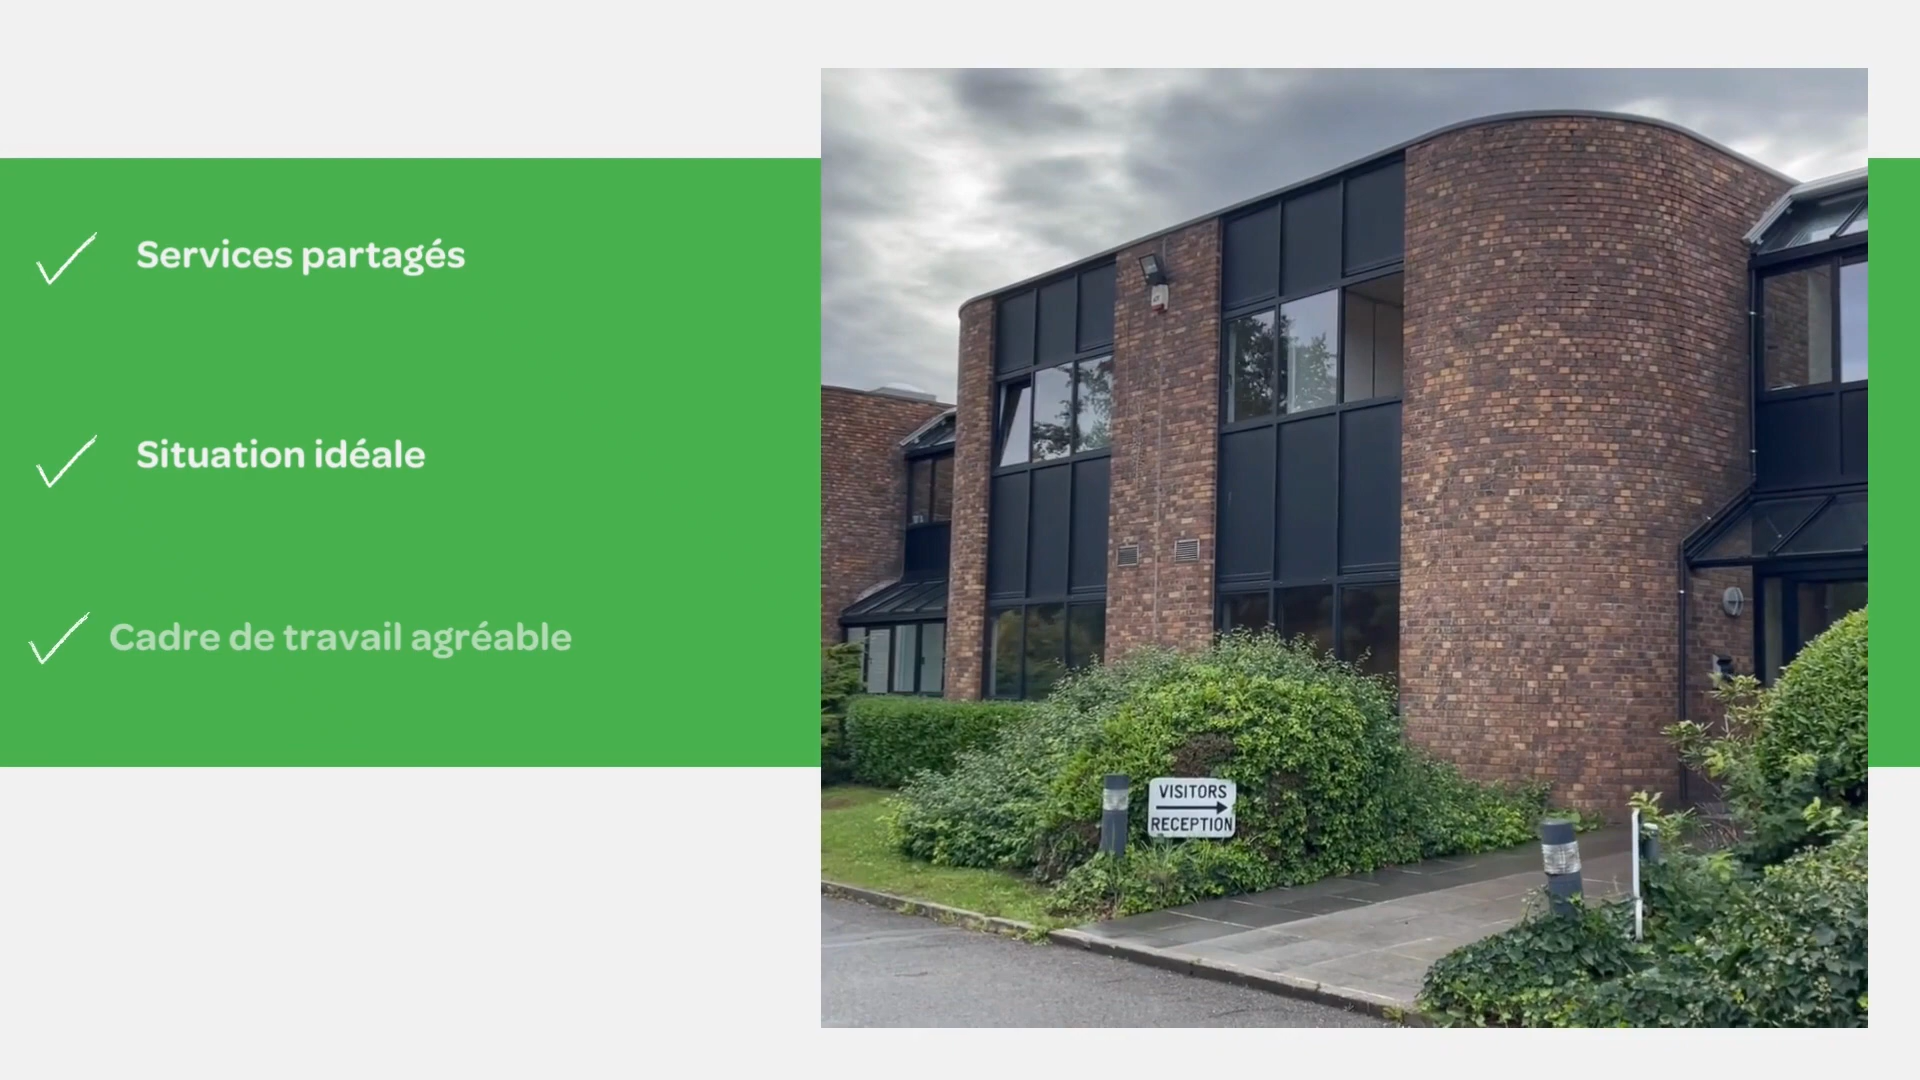 Services partagés
Situation idéale
Cadre de travail agréable
VISITORS
RECEPTION